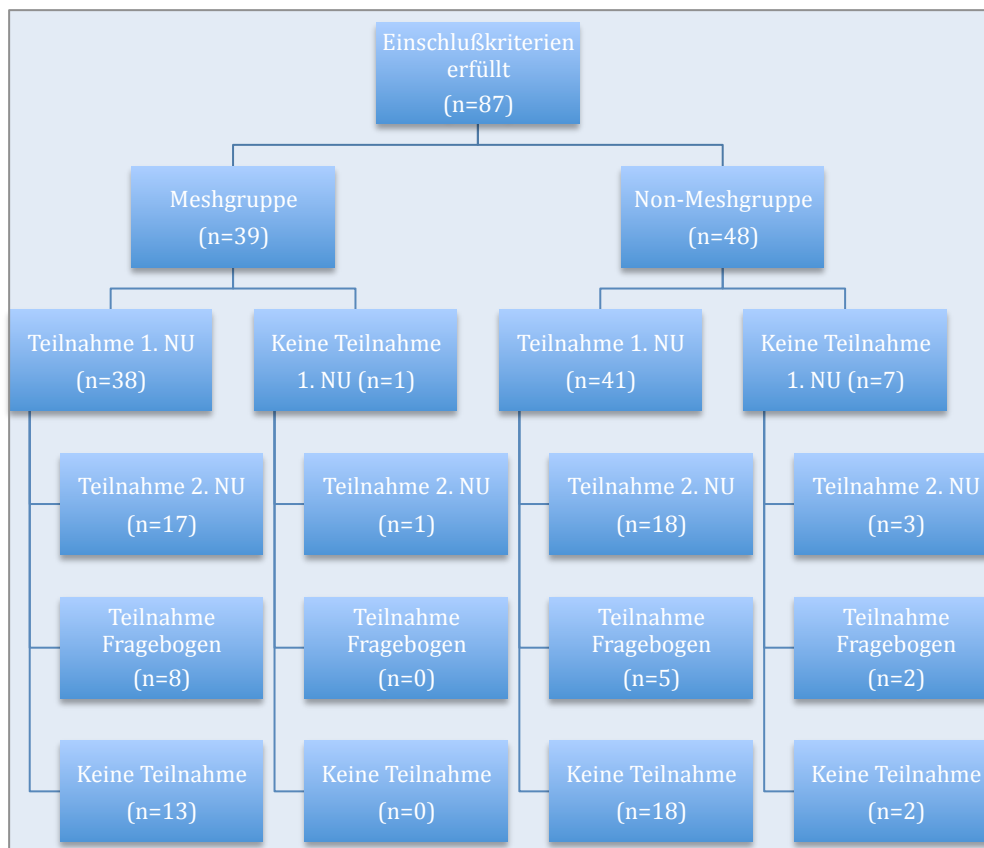 Einschlußkriterien
erfüllt
(n=87)
Meshgruppe
(n=39)
Non-Meshgruppe
(n=48)
Teilnahme 1. NU
(n=38)
Keine Teilnahme
1. NU (n=1)
Teilnahme 1. NU
(n=41)
Keine Teilnahme
1. NU (n=7)
Teilnahme 2. NU
(n=17)
Teilnahme 2. NU
(n=1)
Teilnahme 2. NU
(n=18)
Teilnahme 2. NU
(n=3)
Teilnahme
Fragebogen
(n=8)
Teilnahme
Fragebogen
(n=0)
Teilnahme
Fragebogen
(n=5)
Teilnahme
Fragebogen
(n=2)
Keine Teilnahme
(n=13)
Keine Teilnahme
(n=0)
Keine Teilnahme
(n=18)
Keine Teilnahme
(n=2)